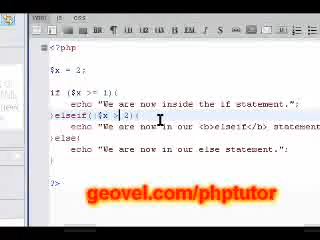 <?php
$x = 2;
if ($x >= 1){
echo "We are now inside the if statement.";
}elseif(($x > 2){
echo "We are now in our <b>elseif</b> statement
}else{
echo "We are now in our else statement.";
}
?>
geovel.com/phptutor